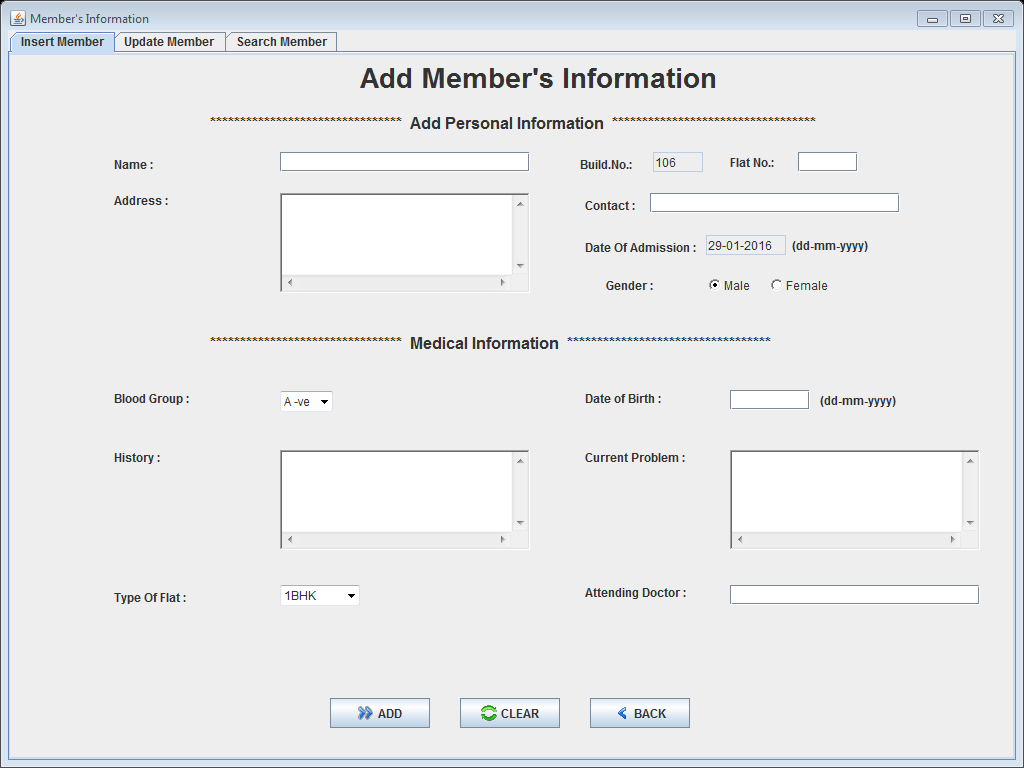 Member's Information
Insert Member Update Member Search Member
Add Member's Information
******************************** Add Personal Information **********************************
Name : Build.No.: 106 Flat No.:
Address : Contact :
Date Of Admission : 29-01-2016 (dd-mm-yyyy)
Gender : Male Female
******************************** Medical Information **********************************
Blood Group : A -ve Date of Birth : (dd-mm-yyyy)
History : Current Problem :
Type Of Flat : 1BHK Attending Doctor :
ADD CLEAR BACK